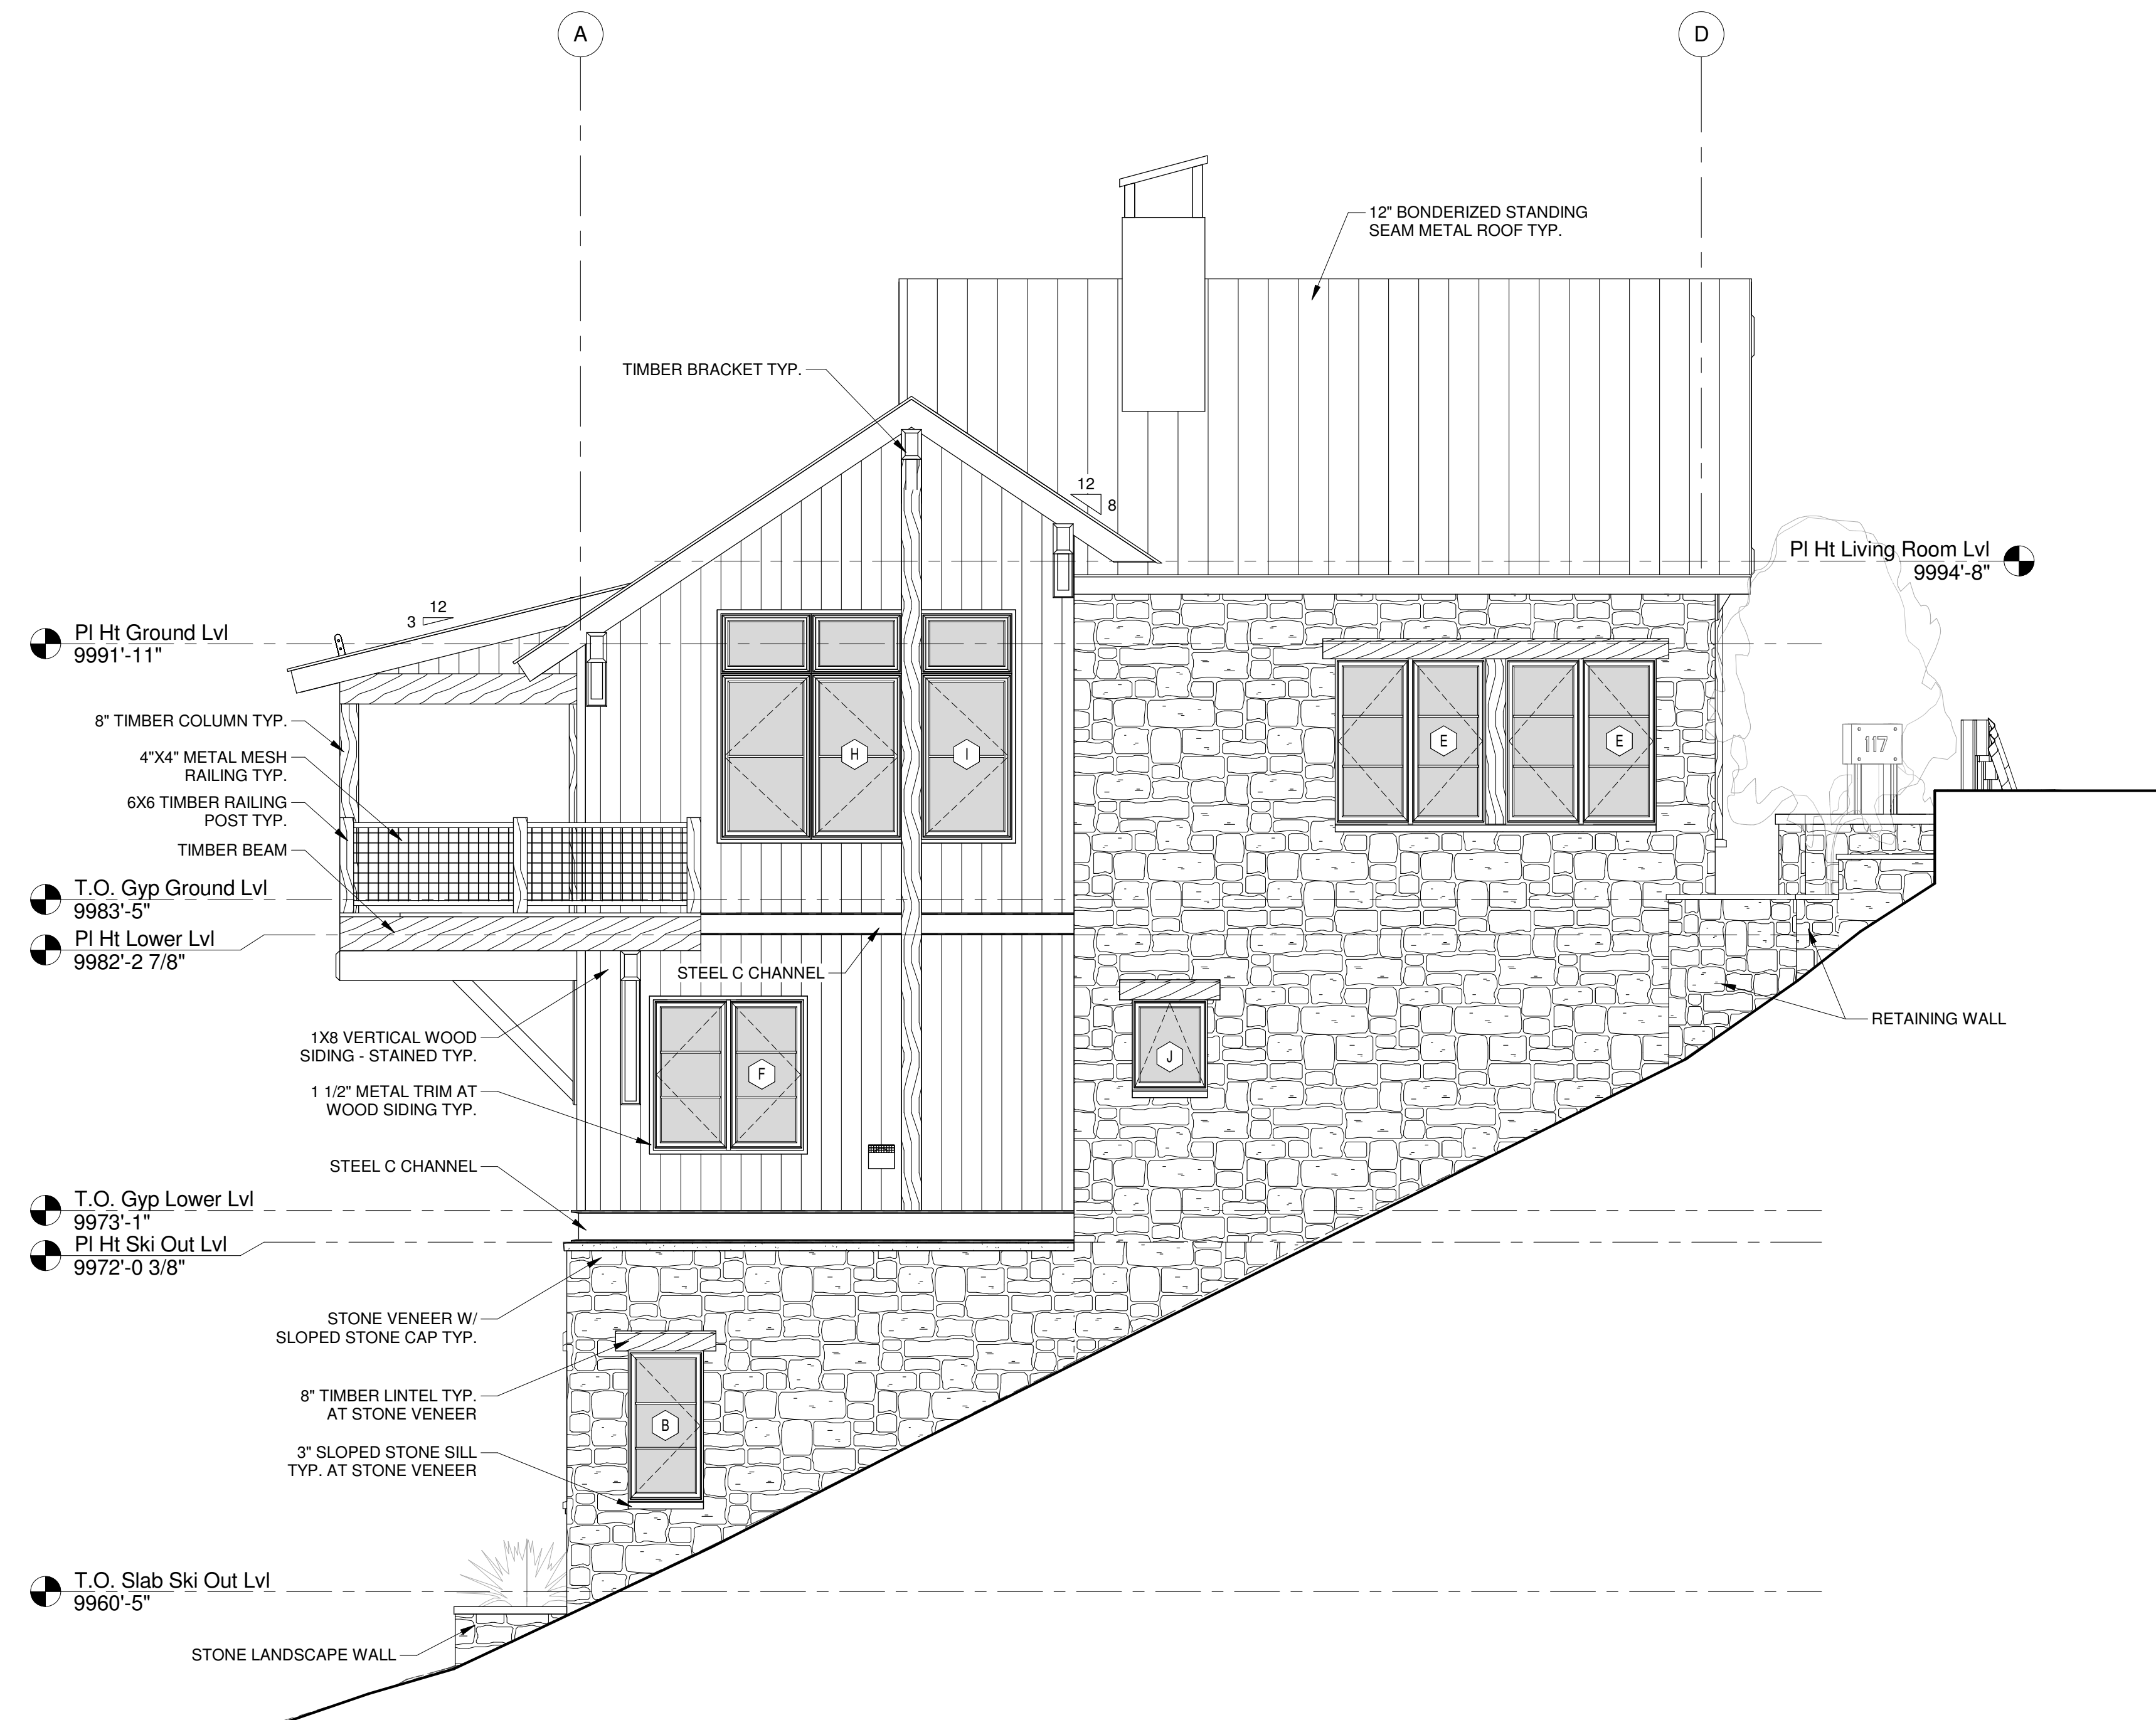 A
D
12" BONDERIZED STANDING
SEAM METAL ROOF TYP.
TIMBER BRACKET TYP.
12
8
Pl Ht Living Room Lvl
9994'-8"
12
3
Pl Ht Ground Lvl
9991'-11"
8" TIMBER COLUMN TYP.
4"X4" METAL MESH
RAILING TYP.
6X6 TIMBER RAILING
POST TYP.
TIMBER BEAM
H
I
E
E
117
T.O. Gyp Ground Lvl
9983'-5"
Pl Ht Lower Lvl
9982'-2 7/8"
STEEL C CHANNEL
1X8 VERTICAL WOOD
SIDING - STAINED TYP.
1 1/2" METAL TRIM AT
WOOD SIDING TYP.
F
J
RETAINING WALL
STEEL C CHANNEL
T.O. Gyp Lower Lvl
9973'-1"
Pl Ht Ski Out Lvl
9972'-0 3/8"
STONE VENEER W/
SLOPED STONE CAP TYP.
8" TIMBER LINTEL TYP.
AT STONE VENEER
B
3" SLOPED STONE SILL
TYP. AT STONE VENEER
T.O. Slab Ski Out Lvl
9960'-5"
STONE LANDSCAPE WALL